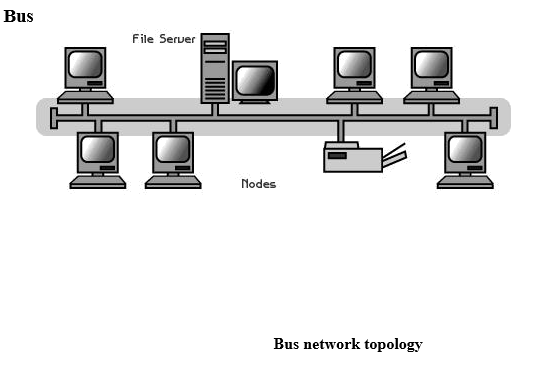 Bus
File Server
Nodes
Bus network topology